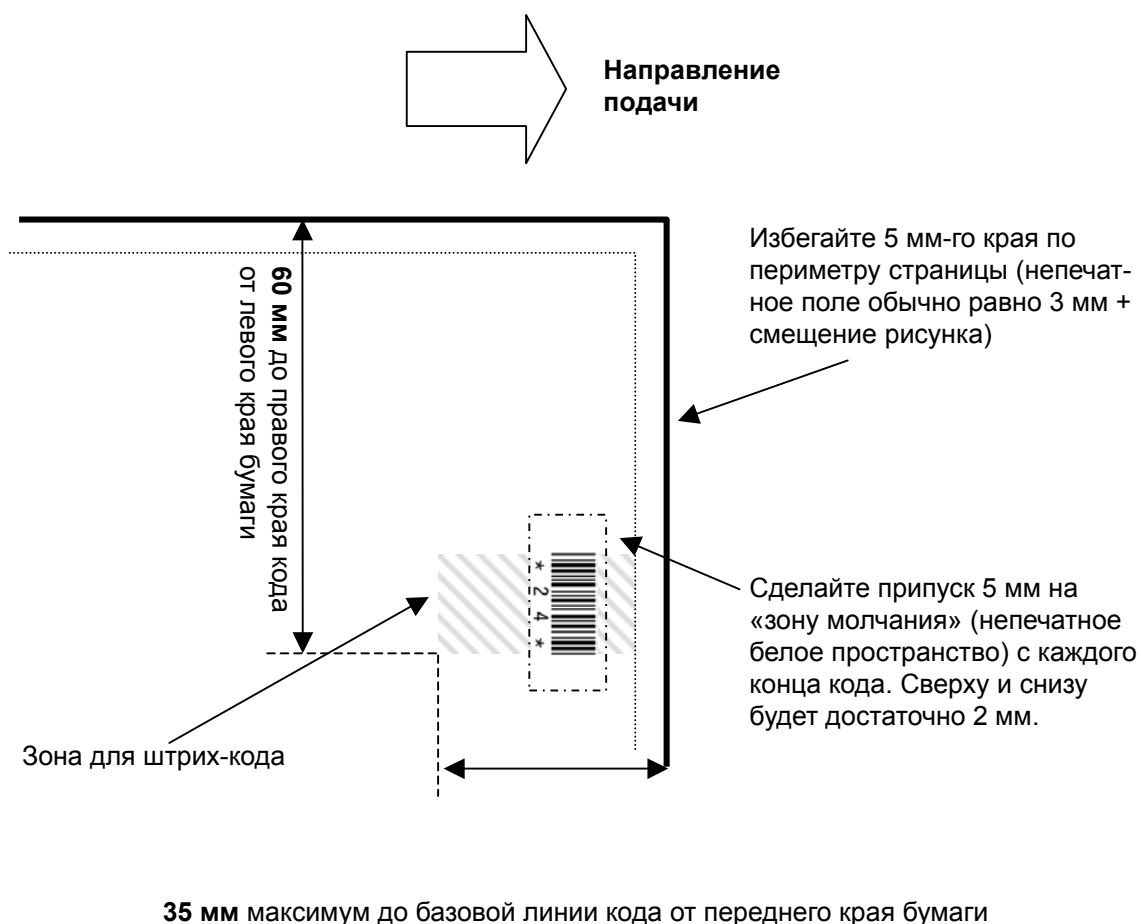 Направление
подачи
Избегайте 5 мм-го края по
периметру страницы (непечат-
ное поле обычно равно 3 мм +
смещение рисунка)
60 мм до правого края кода
от левого края бумаги
*24*
Сделайте припуск 5 мм на
«зону молчания» (непечатное
белое пространство) с каждого
конца кода. Сверху и снизу
будет достаточно 2 мм.
Зона для штрих-кода
35 мм максимум до базовой линии кода от переднего края бумаги